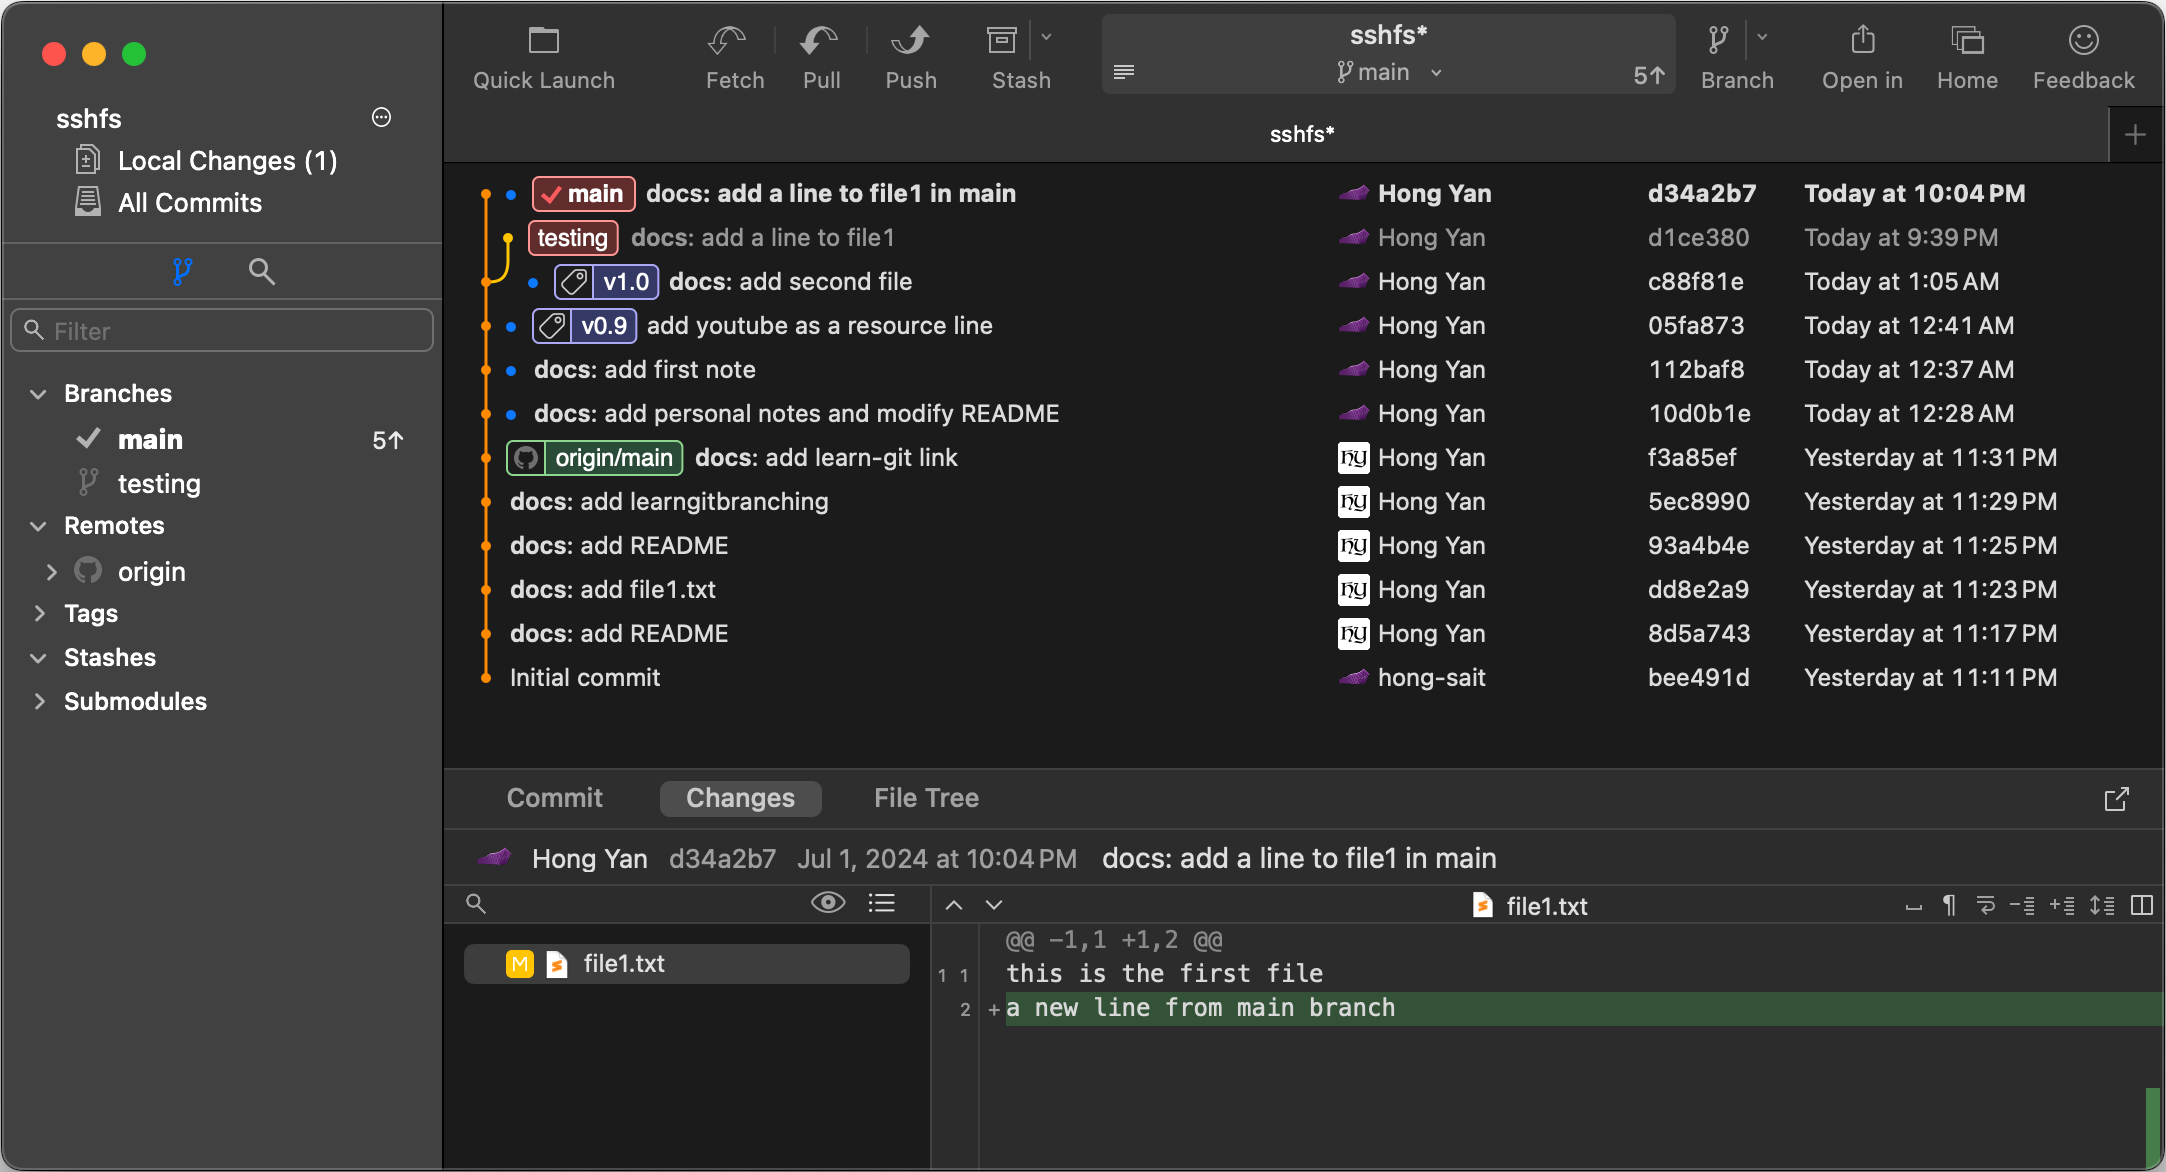 Quick Launch
Fetch
Pull
Push
Stash
sshfs*
main
5↑
Branch
Open in
Home
Feedback
sshfs*
sshfs
Local Changes (1)
All Commits
Filter
Branches
main 5↑
testing
Remotes
origin
Tags
Stashes
Submodules
main docs: add a line to file1 in main Hong Yan d34a2b7 Today at 10:04 PM
testing docs: add a line to file1 Hong Yan d1ce380 Today at 9:39 PM
v1.0 docs: add second file Hong Yan c88f81e Today at 1:05 AM
v0.9 add youtube as a resource line Hong Yan 05fa873 Today at 12:41 AM
docs: add first note Hong Yan 112baf8 Today at 12:37 AM
docs: add personal notes and modify README Hong Yan 10d0b1e Today at 12:28 AM
origin/main docs: add learn-git link HY Hong Yan f3a85ef Yesterday at 11:31 PM
docs: add learngitbranching HY Hong Yan 5ec8990 Yesterday at 11:29 PM
docs: add README HY Hong Yan 93a4b4e Yesterday at 11:25 PM
docs: add file1.txt HY Hong Yan dd8e2a9 Yesterday at 11:23 PM
docs: add README HY Hong Yan 8d5a743 Yesterday at 11:17 PM
Initial commit hong-sait bee491d Yesterday at 11:11 PM
Commit Changes File Tree
Hong Yan d34a2b7 Jul 1, 2024 at 10:04 PM docs: add a line to file1 in main
file1.txt
M file1.txt
@@ -1,1 +1,2 @@
1 1 this is the first file
2 +a new line from main branch